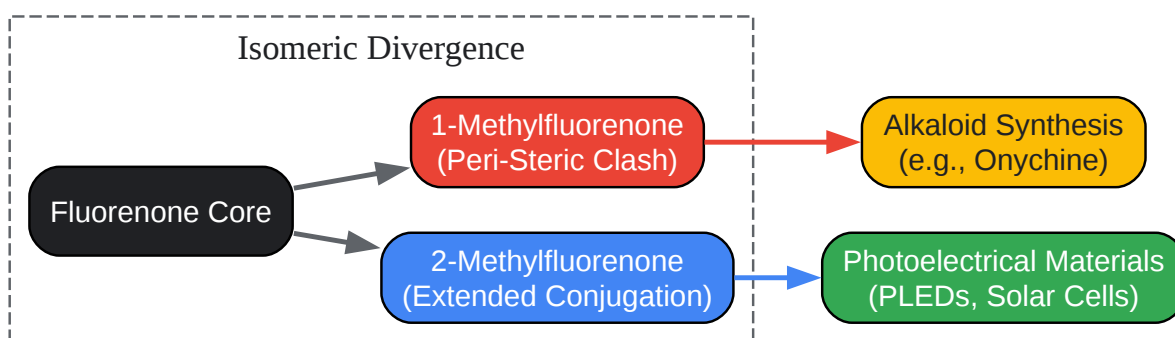 Isomeric Divergence
1-Methylfluorenone
(Peri-Steric Clash)
Alkaloid Synthesis
(e.g., Onychine)
Fluorenone Core
2-Methylfluorenone
(Extended Conjugation)
Photoelectrical Materials
(PLEDs, Solar Cells)